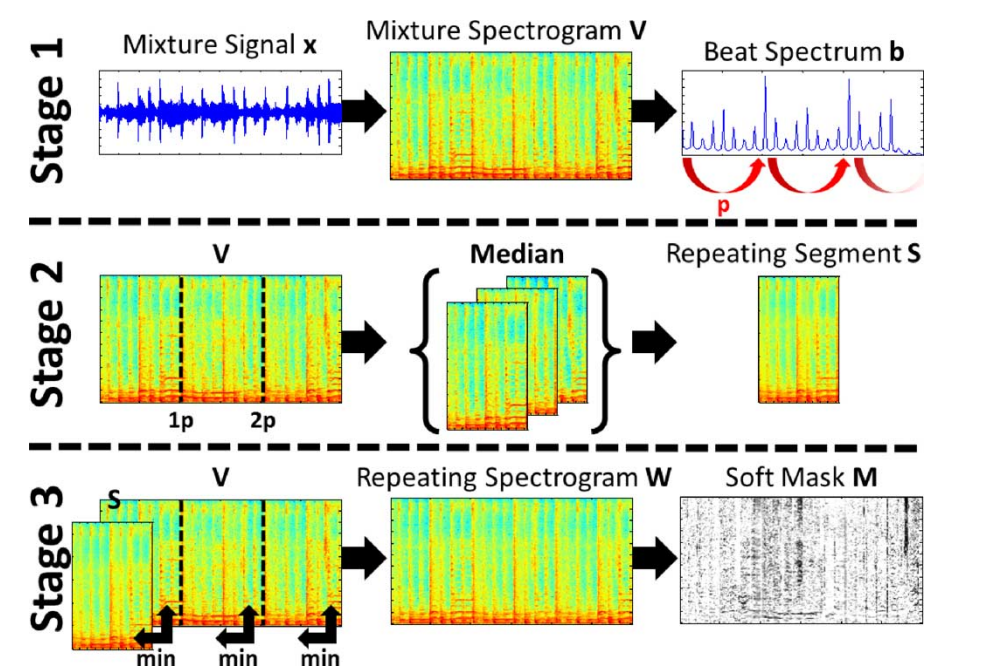 Stage 1
Mixture Signal x
Mixture Spectrogram V
Beat Spectrum b
p
Stage 2
V
Median
Repeating Segment S
1p
2p
Stage 3
S
V
Repeating Spectrogram W
Soft Mask M
min
min
min